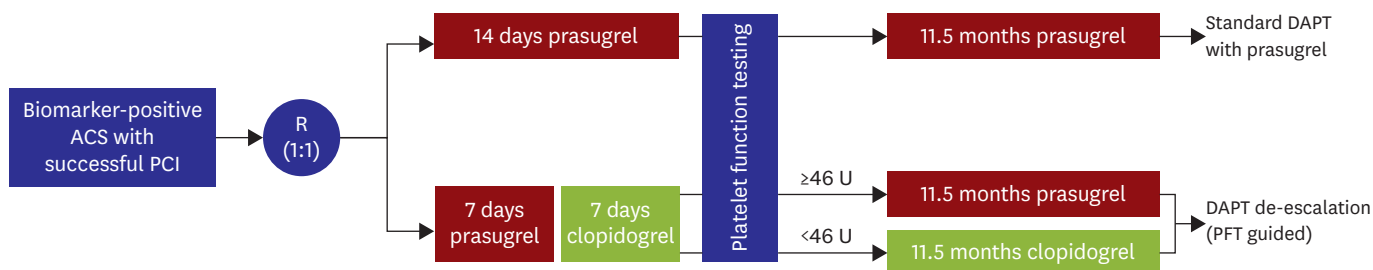 Biomarker-positive
ACS with
successful PCI
R
(1:1)
14 days prasugrel
7 days
prasugrel
7 days
clopidogrel
Platelet function testing
≥46 U
<46 U
11.5 months prasugrel
11.5 months prasugrel
11.5 months clopidogrel
Standard DAPT
with prasugrel
DAPT de-escalation
(PFT guided)